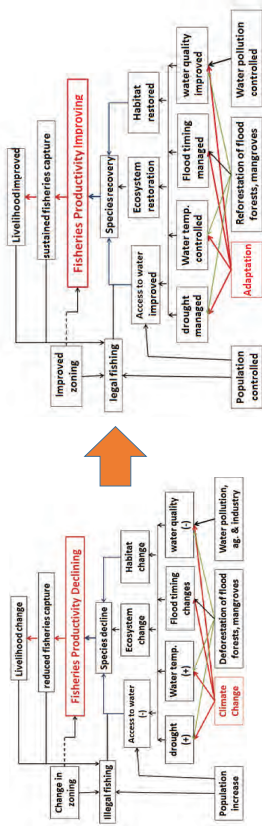 Livelihood change
reduced fisheries capture
Fisheries Productivity Declining
Change in
zoning
Species decline
Illegal fishing
Ecosystem
change
Habitat
change
Access to water
(-)
drought
(+)
Water temp.
(+)
Flood timing
changes
water quality
(-)
Population
increase
Climate
Change
Deforestation of flood
forests, mangroves
Water pollution,
ag. & industry
Livelihood improved
sustained fisheries capture
Fisheries Productivity Improving
Improved
zoning
Species recovery
legal fishing
Ecosystem
restoration
Habitat
restored
Access to water
improved
drought
managed
Water temp.
controlled
Flood timing
managed
water quality
improved
Population
controlled
Adaptation
Reforestation of flood
forests, mangroves
Water pollution
controlled